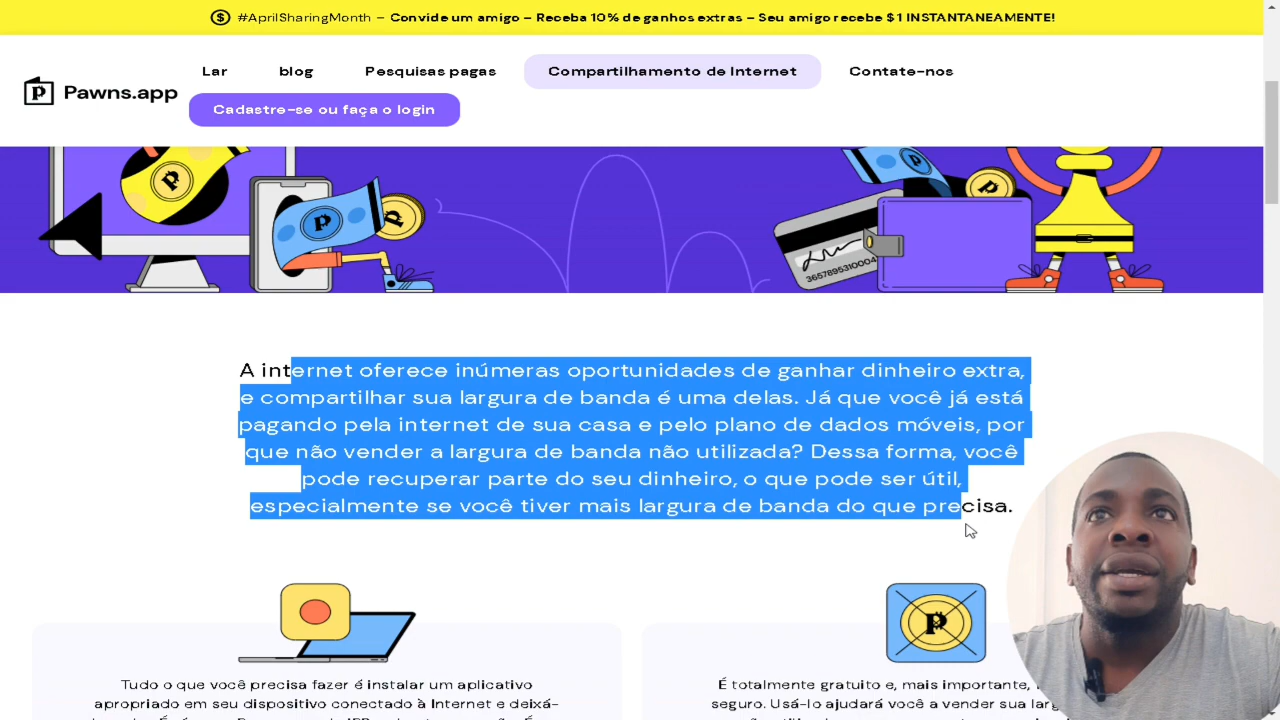 #AprilSharingMonth – Convide um amigo – Receba 10% de ganhos extras – Seu amigo recebe $1 INSTANTANEAMENTE!
Lar blog Pesquisas pagas Compartilhamento de Internet Contate-nos
Pawns.app
Cadastre-se ou faça o login
3657895310004
A internet oferece inúmeras oportunidades de ganhar dinheiro extra,
e compartilhar sua largura de banda é uma delas. Já que você já está
pagando pela internet de sua casa e pelo plano de dados móveis, por
que não vender a largura de banda não utilizada? Dessa forma, você
pode recuperar parte do seu dinheiro, o que pode ser útil,
especialmente se você tiver mais largura de banda do que precisa.
Tudo o que você precisa fazer é instalar um aplicativo
apropriado em seu dispositivo conectado à Internet e deixá-
É totalmente gratuito e, mais importante,
seguro. Usá-lo ajudará você a vender sua